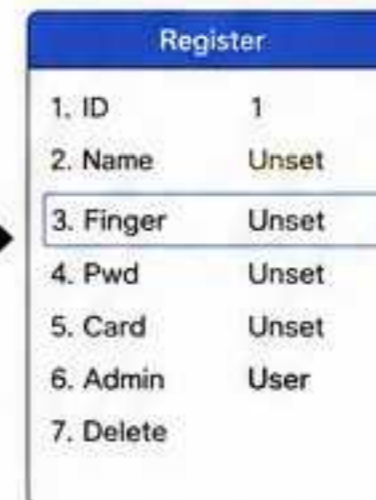 Register
1. ID 1
2. Name Unset
3. Finger Unset
4. Pwd Unset
5. Card Unset
6. Admin User
7. Delete